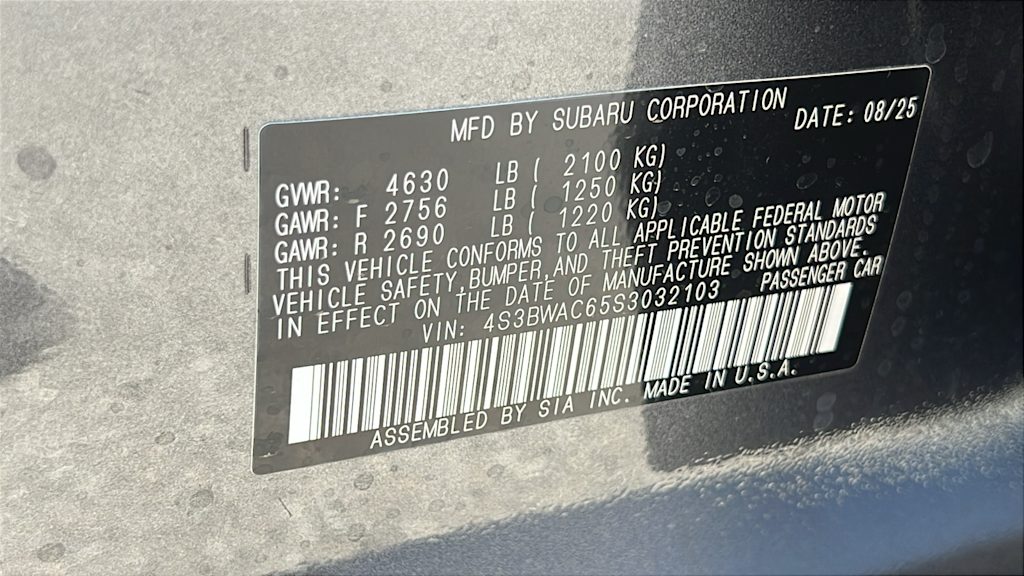 MFD BY SUBARU CORPORATION DATE: 08/25
GVWR: 4630 LB ( 2100 KG)
GAWR: F 2756 LB ( 1250 KG)
GAWR: R 2690 LB ( 1220 KG)
THIS VEHICLE CONFORMS TO ALL APPLICABLE FEDERAL MOTOR
VEHICLE SAFETY,BUMPER,AND THEFT PREVENTION STANDARDS
IN EFFECT ON THE DATE OF MANUFACTURE SHOWN ABOVE.
VIN: 4S3BWAC65S3032103 PASSENGER CAR
ASSEMBLED BY SIA INC. MADE IN U.S.A.